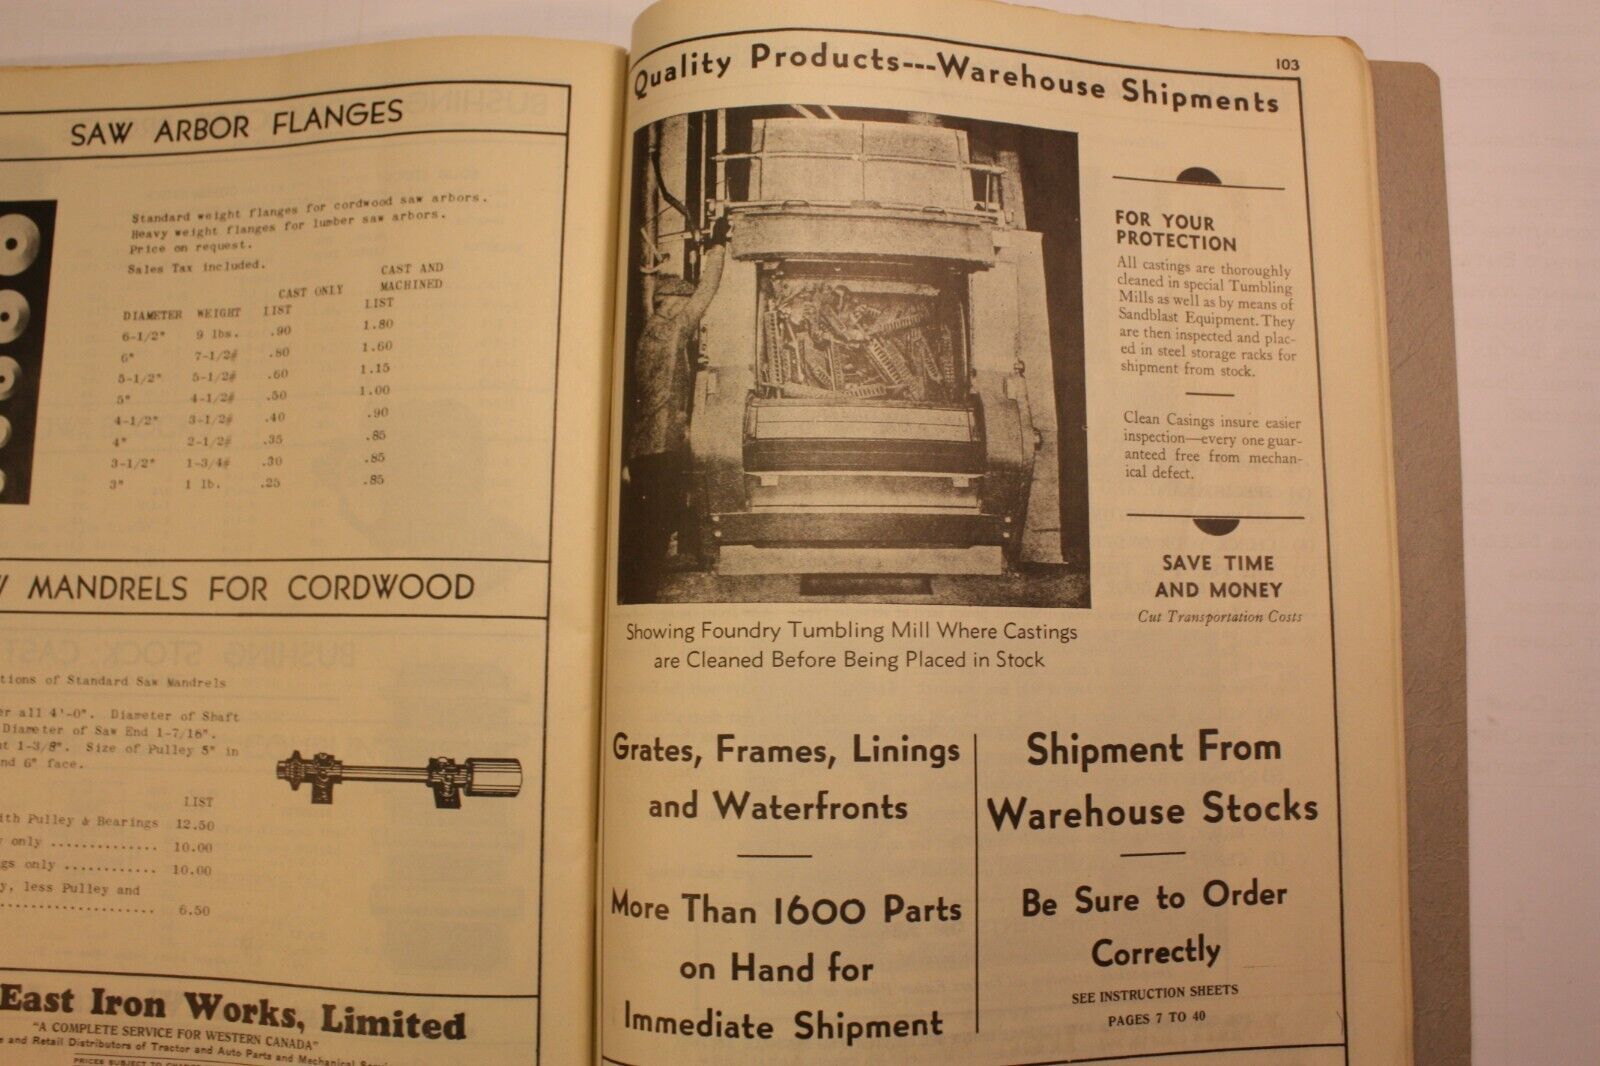 SAW ARBOR FLANGES
Standard weight flanges for cordwood saw arbors.
Heavy weight flanges for lumber saw arbors.
Price on request.
Sales Tax included.
CAST AND
CAST ONLY MACHINED
DIAMETER WEIGHT LIST LIST
6-1/2" 9 lbs. .90 1.80
6" 7-1/2# .80 1.60
5-1/2" 5-1/2# .60 1.15
5" 4-1/2# .50 1.00
4-1/2" 3-1/2# .40 .90
4" 2-1/2# .35 .85
3-1/2" 1-3/4# .30 .85
3" 1 lb. .25 .85
MANDRELS FOR CORDWOOD
tions of Standard Saw Mandrels
er all 4'-0". Diameter of Shaft
Diameter of Saw End 1-7/16".
1-3/8". Size of Pulley 5" in
nd 6" face.
LIST
ith Pulley & Bearings 12.50
only ............. 10.00
gs only ............ 10.00
y, less Pulley and
.................... 6.50
East Iron Works, Limited
"A COMPLETE SERVICE FOR WESTERN CANADA"
and Retail Distributors of Tractor and Auto Parts and Mechanical
PRICES SUBJECT TO
103
Quality Products---Warehouse Shipments
FOR YOUR
PROTECTION
All castings are thoroughly
cleaned in special Tumbling
Mills as well as by means of
Sandblast Equipment. They
are then inspected and plac-
ed in steel storage racks for
shipment from stock.
Clean Casings insure easier
inspection—every one guar-
anteed free from mechan-
ical defect.
SAVE TIME
AND MONEY
Cut Transportation Costs
Showing Foundry Tumbling Mill Where Castings
are Cleaned Before Being Placed in Stock
Grates, Frames, Linings
and Waterfronts
More Than 1600 Parts
on Hand for
Immediate Shipment
Shipment From
Warehouse Stocks
Be Sure to Order
Correctly
SEE INSTRUCTION SHEETS
PAGES 7 TO 40